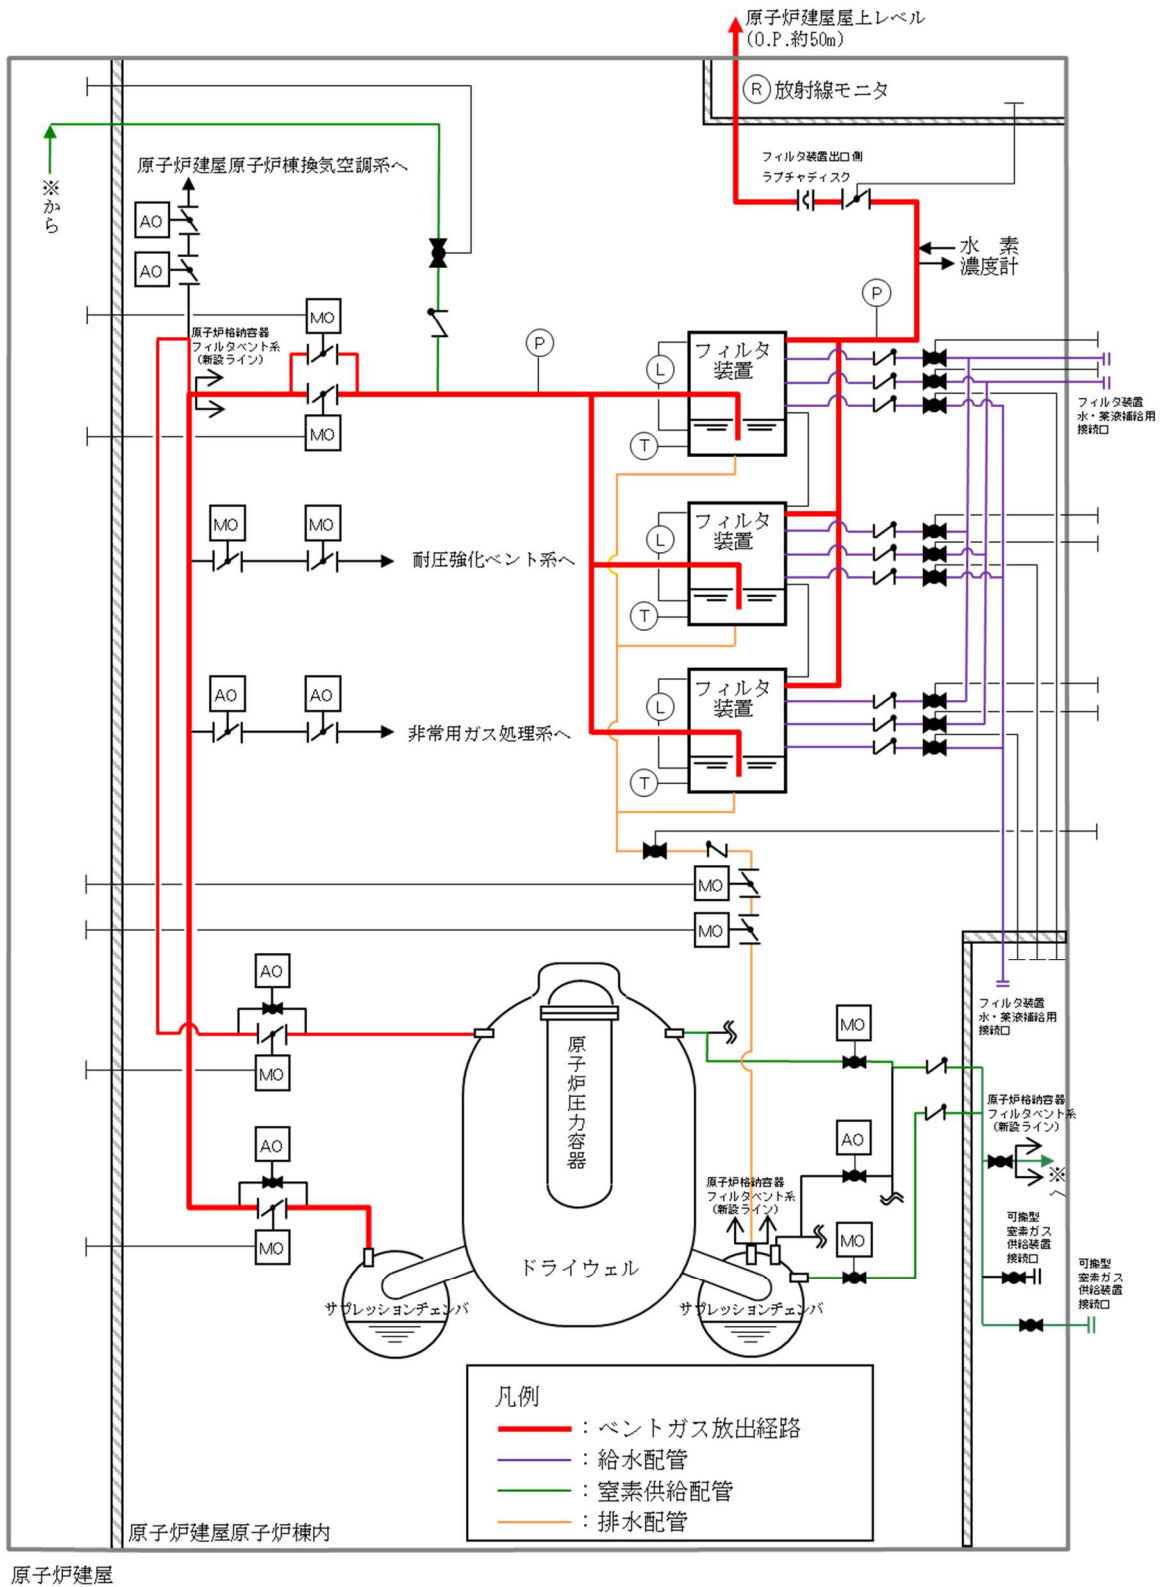 原子炉建屋屋上レベル
(O.P.約50m)
R 放射線モニタ
フィルタ装置出口側
ラプチャディスク
原子炉建屋原子炉棟換気空調系へ
※から
AO
AO
水 素
濃度計
P
P
MO
原子炉格納容器
フィルタベント系
(新設ライン)
MO
フィルタ
装置
L
T
フィルタ装置
水・薬液補給用
接続口
MO
MO
耐圧強化ベント系へ
フィルタ
装置
L
T
AO
AO
非常用ガス処理系へ
フィルタ
装置
L
T
MO
MO
AO
MO
原子炉圧力容器
MO
フィルタ装置
水・薬液補給用
接続口
原子炉格納容器
フィルタベント系
(新設ライン)
※へ
AO
MO
AO
原子炉格納容器
フィルタベント系
(新設ライン)
MO
可搬型
窒素ガス
供給装置
接続口
可搬型
窒素ガス
供給装置
接続口
ドライウェル
サプレッションチェンバ
サプレッションチェンバ
凡例
：ベントガス放出経路
：給水配管
：窒素供給配管
：排水配管
原子炉建屋原子炉棟内
原子炉建屋